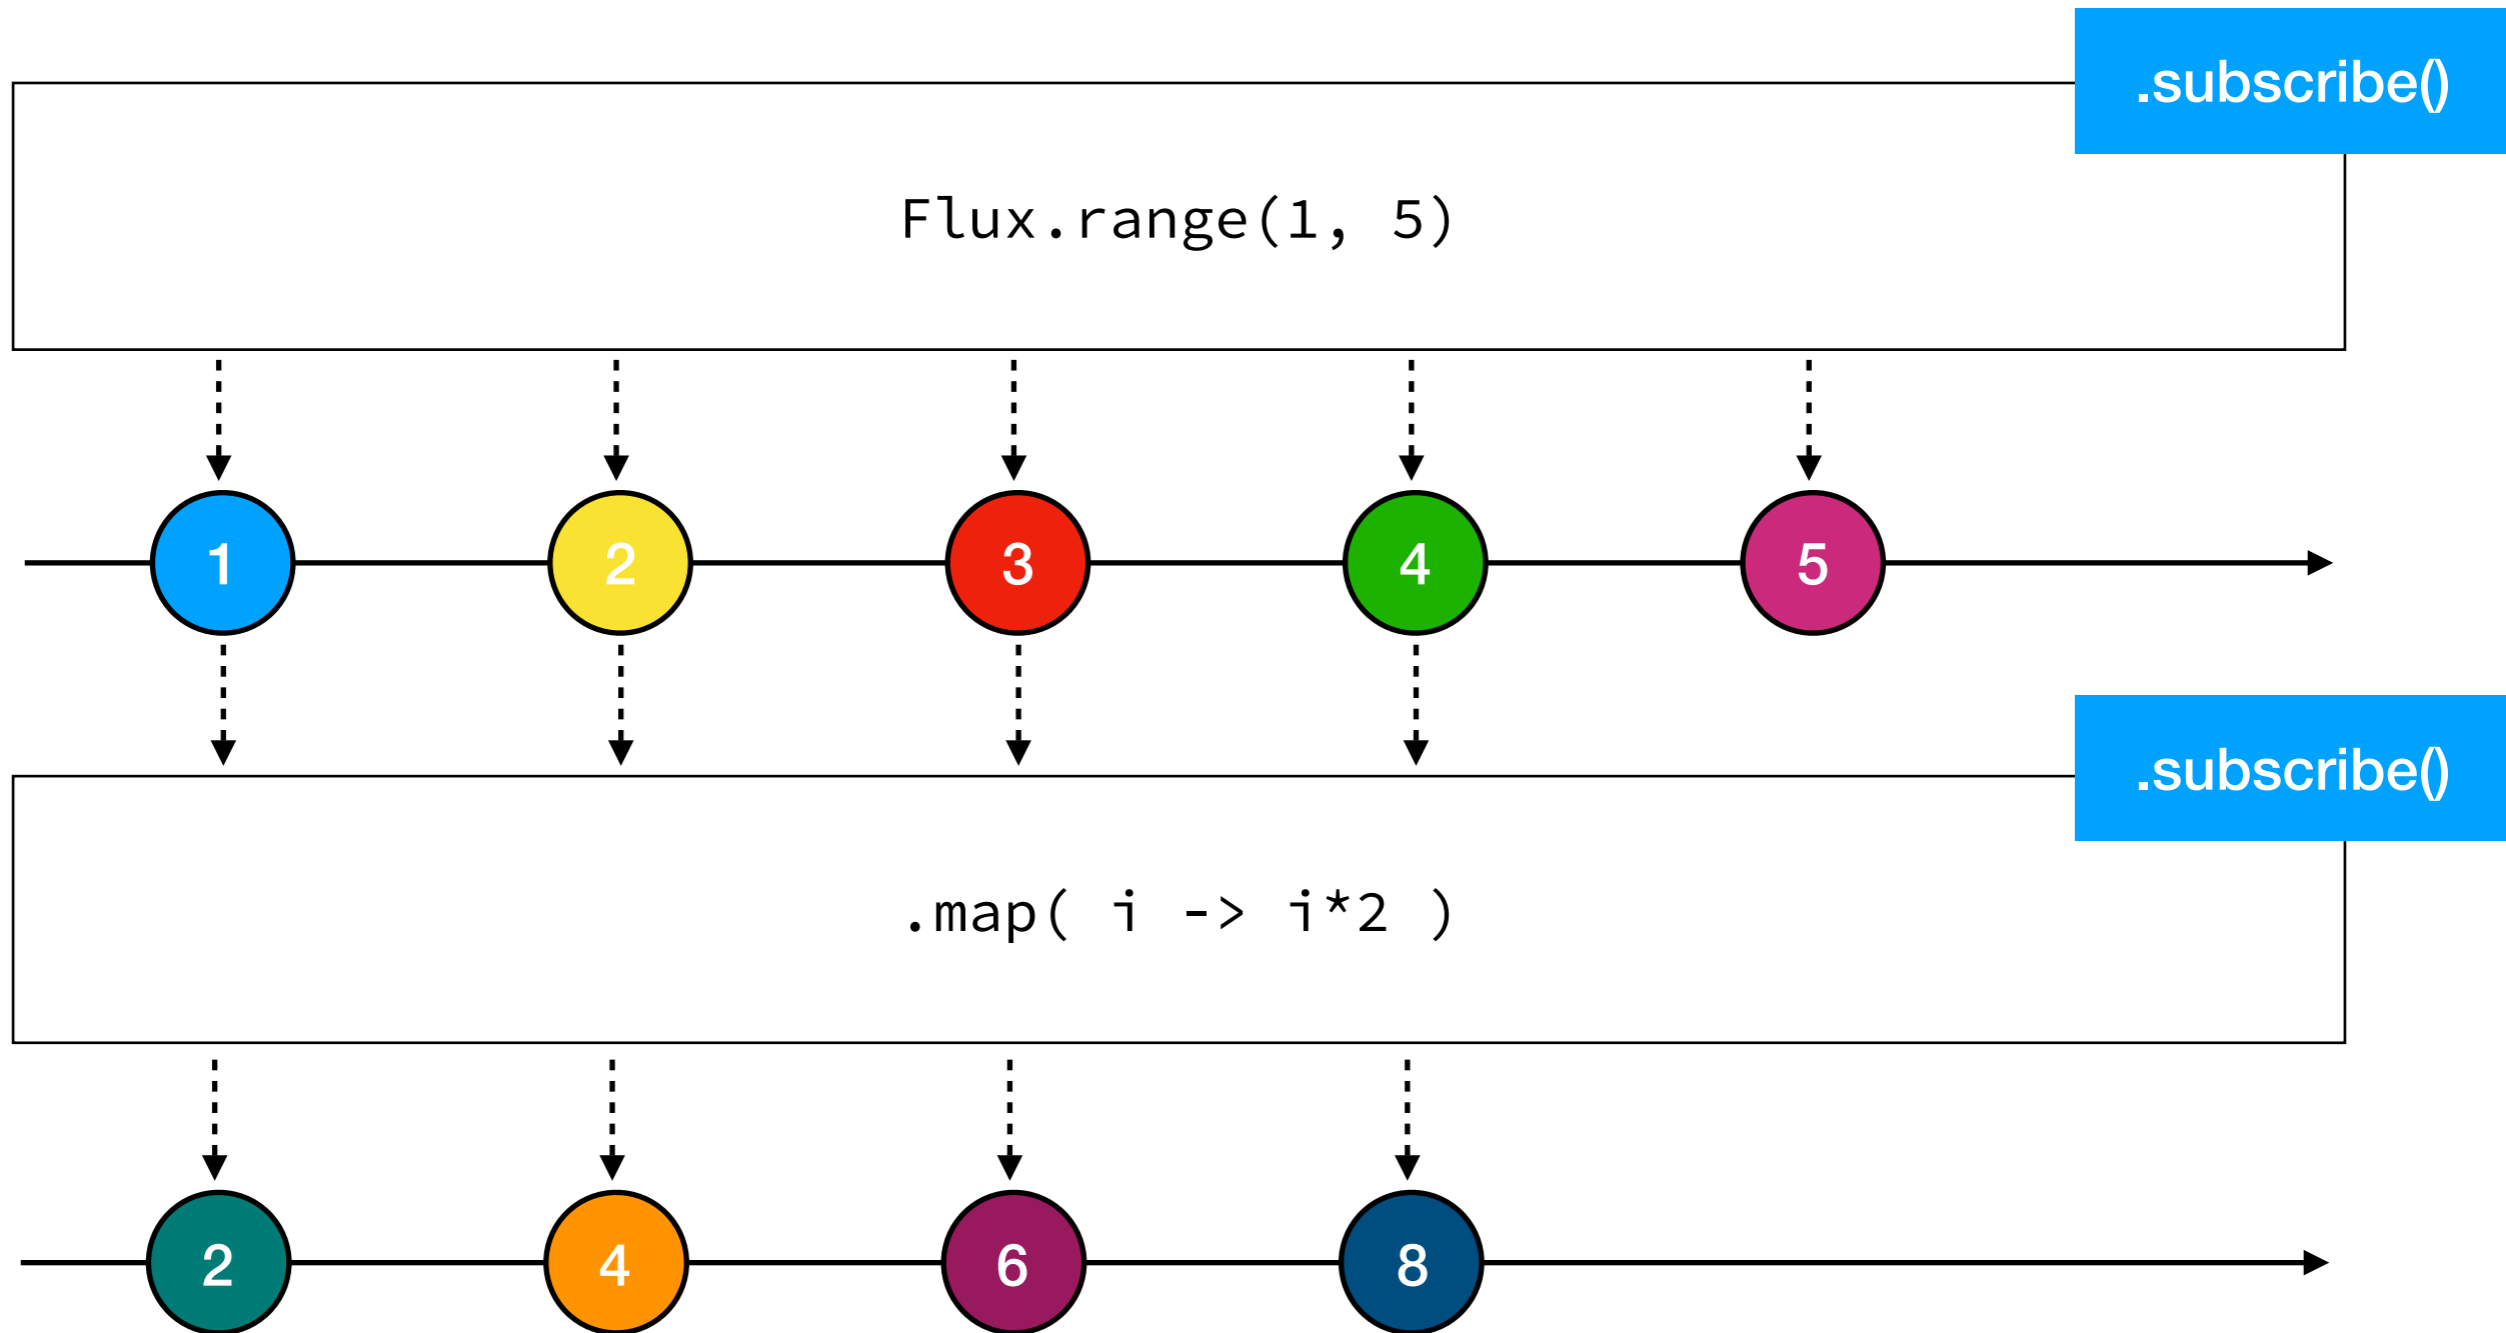 .subscribe()
Flux.range(1, 5)
1 2 3 4 5
.subscribe()
.map( i -> i*2 )
2 4 6 8